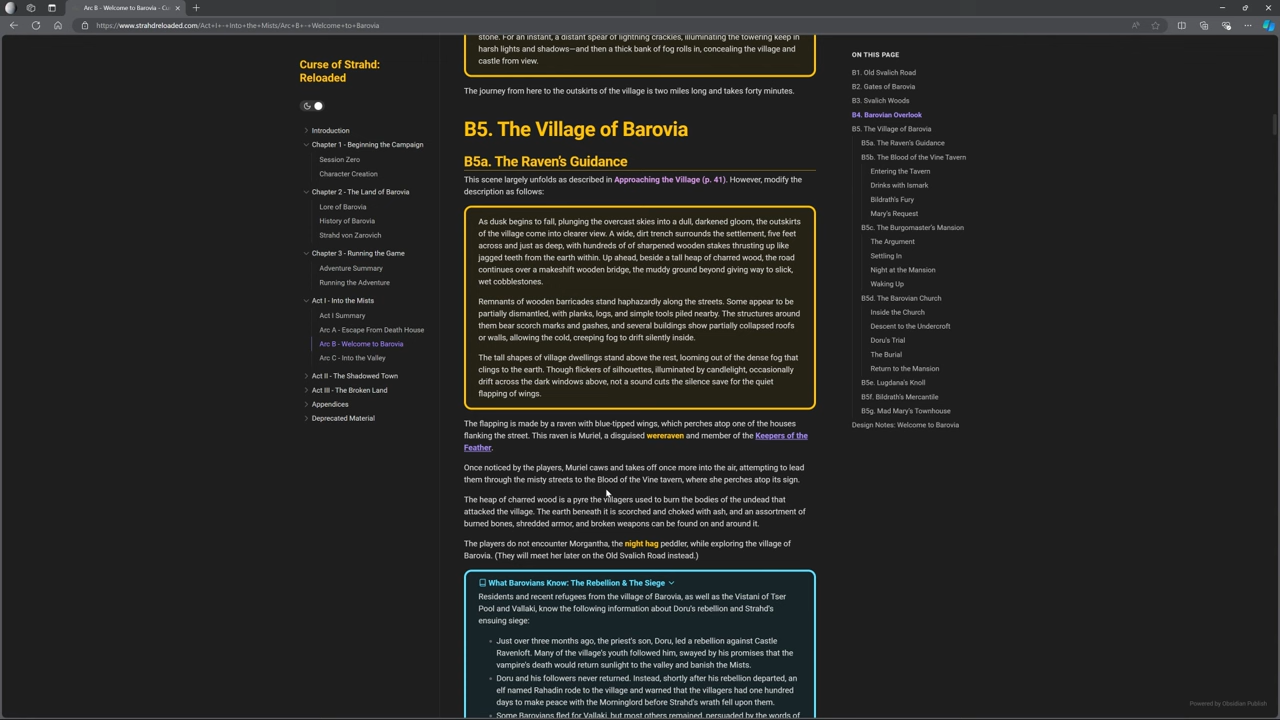 Arc B - Welcome to Barovia - Cu
https://www.strahdreloaded.com/Act+I+-+Into+the+Mists/Arc+B+-+Welcome+to+Barovia
Curse of Strahd:
Reloaded
Introduction
Chapter 1 - Beginning the Campaign
Session Zero
Character Creation
Chapter 2 - The Land of Barovia
Lore of Barovia
History of Barovia
Strahd von Zarovich
Chapter 3 - Running the Game
Adventure Summary
Running the Adventure
Act I - Into the Mists
Act I Summary
Arc A - Escape From Death House
Arc B - Welcome to Barovia
Arc C - Into the Valley
Act II - The Shadowed Town
Act III - The Broken Land
Appendices
Deprecated Material
stone. For an instant, a distant spear of lightning crackles, illuminating the towering keep in
harsh lights and shadows—and then a thick bank of fog rolls in, concealing the village and
castle from view.
The journey from here to the outskirts of the village is two miles long and takes forty minutes.
B5. The Village of Barovia
B5a. The Raven's Guidance
This scene largely unfolds as described in Approaching the Village (p. 41). However, modify the
description as follows:
As dusk begins to fall, plunging the overcast skies into a dull, darkened gloom, the outskirts
of the village come into clearer view. A wide, dirt trench surrounds the settlement, five feet
across and just as deep, with hundreds of of sharpened wooden stakes thrusting up like
jagged teeth from the earth within. Up ahead, beside a tall heap of charred wood, the road
continues over a makeshift wooden bridge, the muddy ground beyond giving way to slick,
wet cobblestones.
Remnants of wooden barricades stand haphazardly along the streets. Some appear to be
partially dismantled, with planks, logs, and simple tools piled nearby. The structures around
them bear scorch marks and gashes, and several buildings show partially collapsed roofs
or walls, allowing the cold, creeping fog to drift silently inside.
The tall shapes of village dwellings stand above the rest, looming out of the dense fog that
clings to the earth. Though flickers of silhouettes, illuminated by candlelight, occasionally
drift across the dark windows above, not a sound cuts the silence save for the quiet
flapping of wings.
The flapping is made by a raven with blue-tipped wings, which perches atop one of the houses
flanking the street. This raven is Muriel, a disguised wereraven and member of the Keepers of the
Feather.
Once noticed by the players, Muriel caws and takes off once more into the air, attempting to lead
them through the misty streets to the Blood of the Vine tavern, where she perches atop its sign.
The heap of charred wood is a pyre the villagers used to burn the bodies of the undead that
attacked the village. The earth beneath it is scorched and choked with ash, and an assortment of
burned bones, shredded armor, and broken weapons can be found on and around it.
The players do not encounter Morgantha, the night hag peddler, while exploring the village of
Barovia. (They will meet her later on the Old Svalich Road instead.)
What Barovians Know: The Rebellion & The Siege
Residents and recent refugees from the village of Barovia, as well as the Vistani of Tser
Pool and Vallaki, know the following information about Doru's rebellion and Strahd's
ensuing siege:
Just over three months ago, the priest's son, Doru, led a rebellion against Castle
Ravenloft. Many of the village's youth followed him, swayed by his promises that the
vampire's death would return sunlight to the valley and banish the Mists.
Doru and his followers never returned. Instead, shortly after his rebellion departed, an
elf named Rahadin rode to the village and warned that the villagers had one hundred
days to make peace with the Morninglord before Strahd's wrath fell upon them.
Some Barovians fled for Vallaki, but most others remained, persuaded by the words of
ON THIS PAGE
B1. Old Svalich Road
B2. Gates of Barovia
B3. Svalich Woods
B4. Barovian Overlook
B5. The Village of Barovia
B5a. The Raven's Guidance
B5b. The Blood of the Vine Tavern
Entering the Tavern
Drinks with Ismark
Bildrath's Fury
Mary's Request
B5c. The Burgomaster's Mansion
The Argument
Settling In
Night at the Mansion
Waking Up
B5d. The Barovian Church
Inside the Church
Descent to the Undercroft
Doru's Trial
The Burial
Return to the Mansion
B5e. Lugdana's Knoll
B5f. Bildrath's Mercantile
B5g. Mad Mary's Townhouse
Design Notes: Welcome to Barovia
Powered by Obsidian Publish